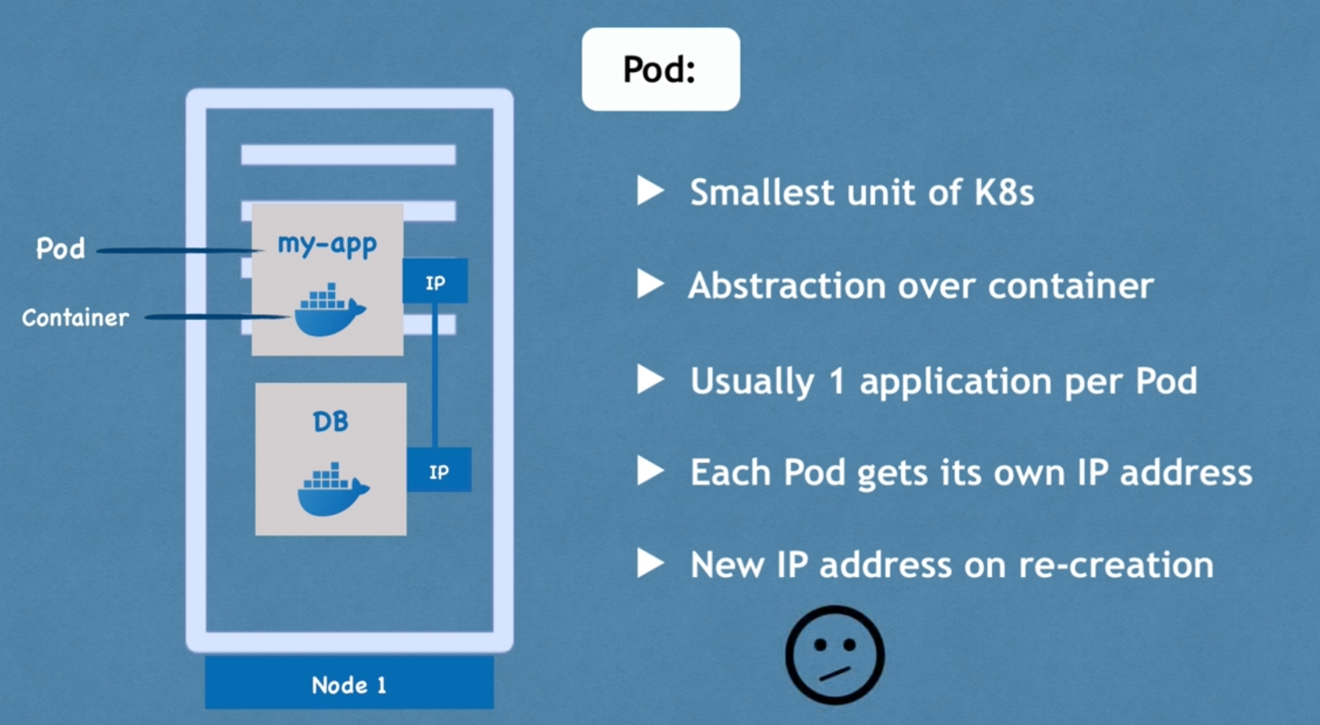 Pod:
Smallest unit of K8s
Abstraction over container
Usually 1 application per Pod
Each Pod gets its own IP address
New IP address on re-creation
Pod
Container
my-app
IP
DB
IP
Node 1